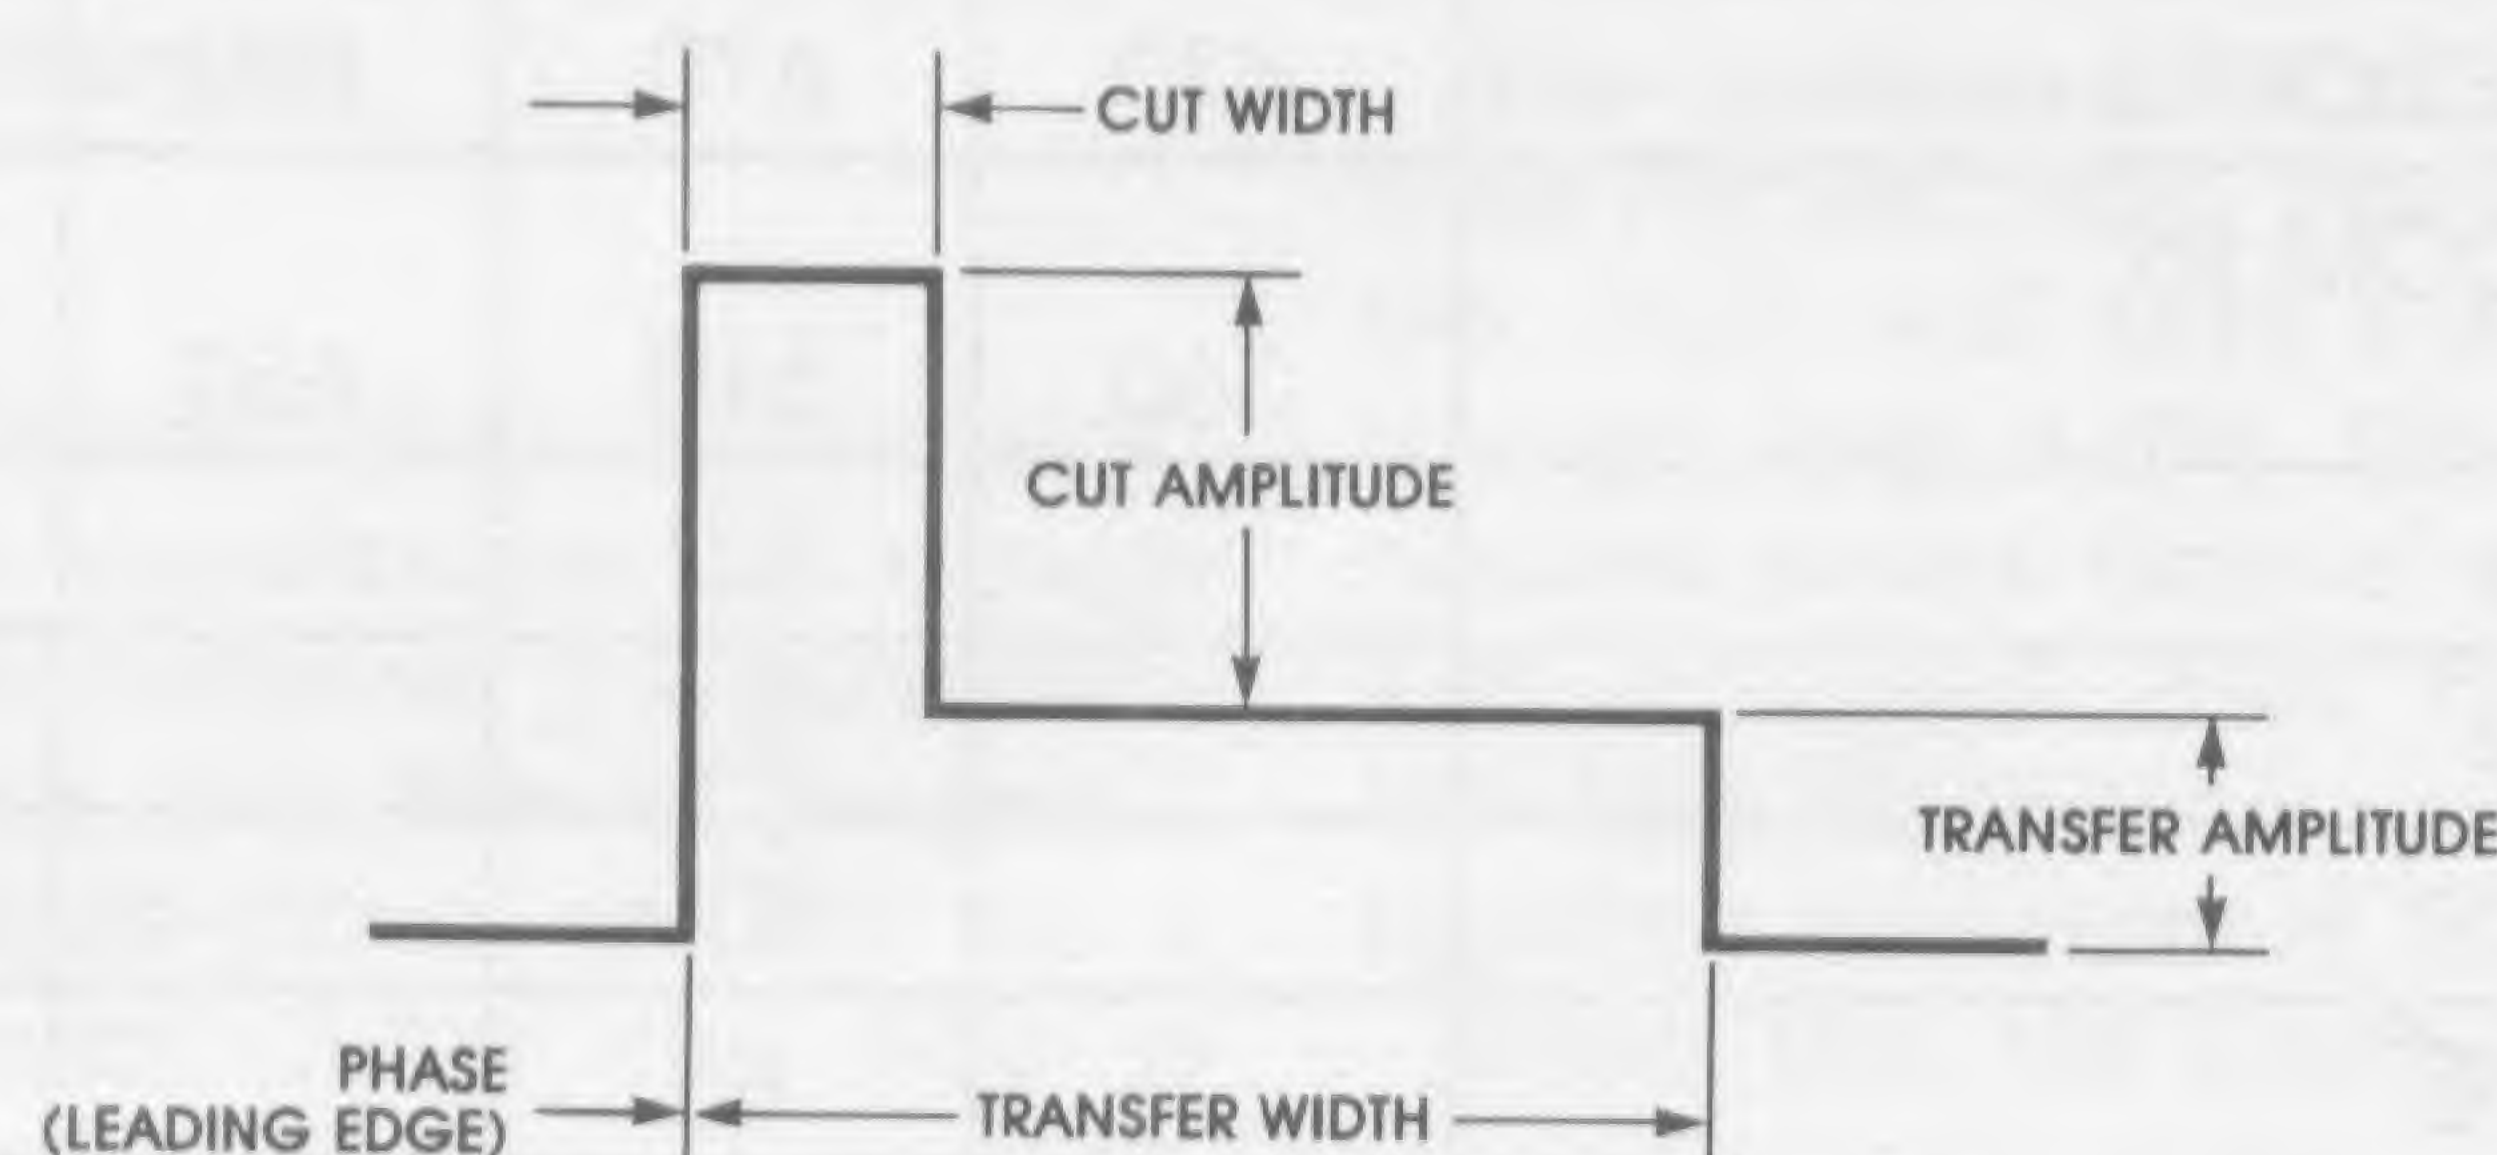 CUT WIDTH
CUT AMPLITUDE
TRANSFER AMPLITUDE
PHASE
(LEADING EDGE)
TRANSFER WIDTH